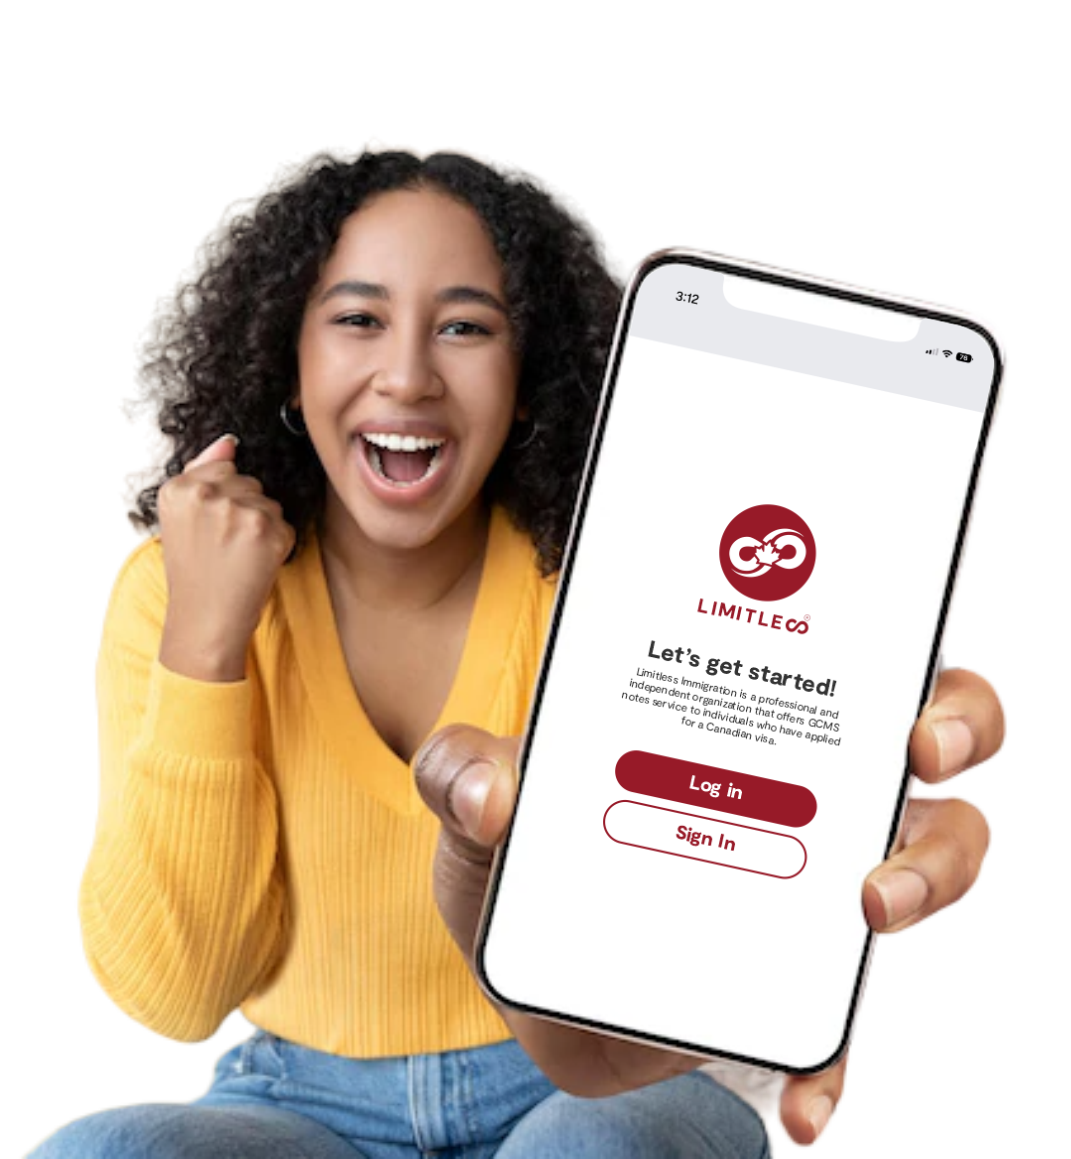 3:12
76
LIMITLESS®
Let's get started!
Limitless Immigration is a professional and
independent organization that offers GCMS
notes service to individuals who have applied
for a Canadian visa.
Log in
Sign In